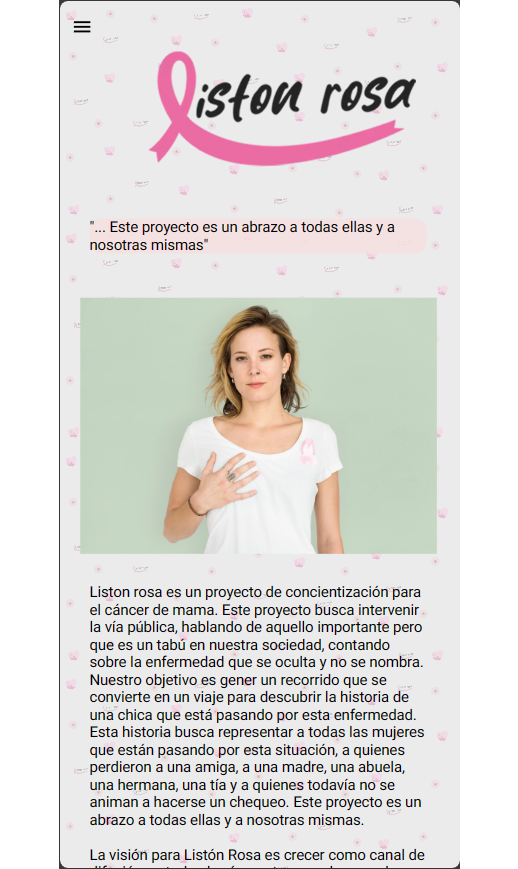 liston rosa
"... Este proyecto es un abrazo a todas ellas y a
nosotras mismas"
Liston rosa es un proyecto de concientización para
el cáncer de mama. Este proyecto busca intervenir
la vía pública, hablando de aquello importante pero
que es un tabú en nuestra sociedad, contando
sobre la enfermedad que se oculta y no se nombra.
Nuestro objetivo es gener un recorrido que se
convierte en un viaje para descubrir la historia de
una chica que está pasando por esta enfermedad.
Esta historia busca representar a todas las mujeres
que están pasando por esta situación, a quienes
perdieron a una amiga, a una madre, una abuela,
una hermana, una tía y a quienes todavía no se
animan a hacerse un chequeo. Este proyecto es un
abrazo a todas ellas y a nosotras mismas.
La visión para Listón Rosa es crecer como canal de